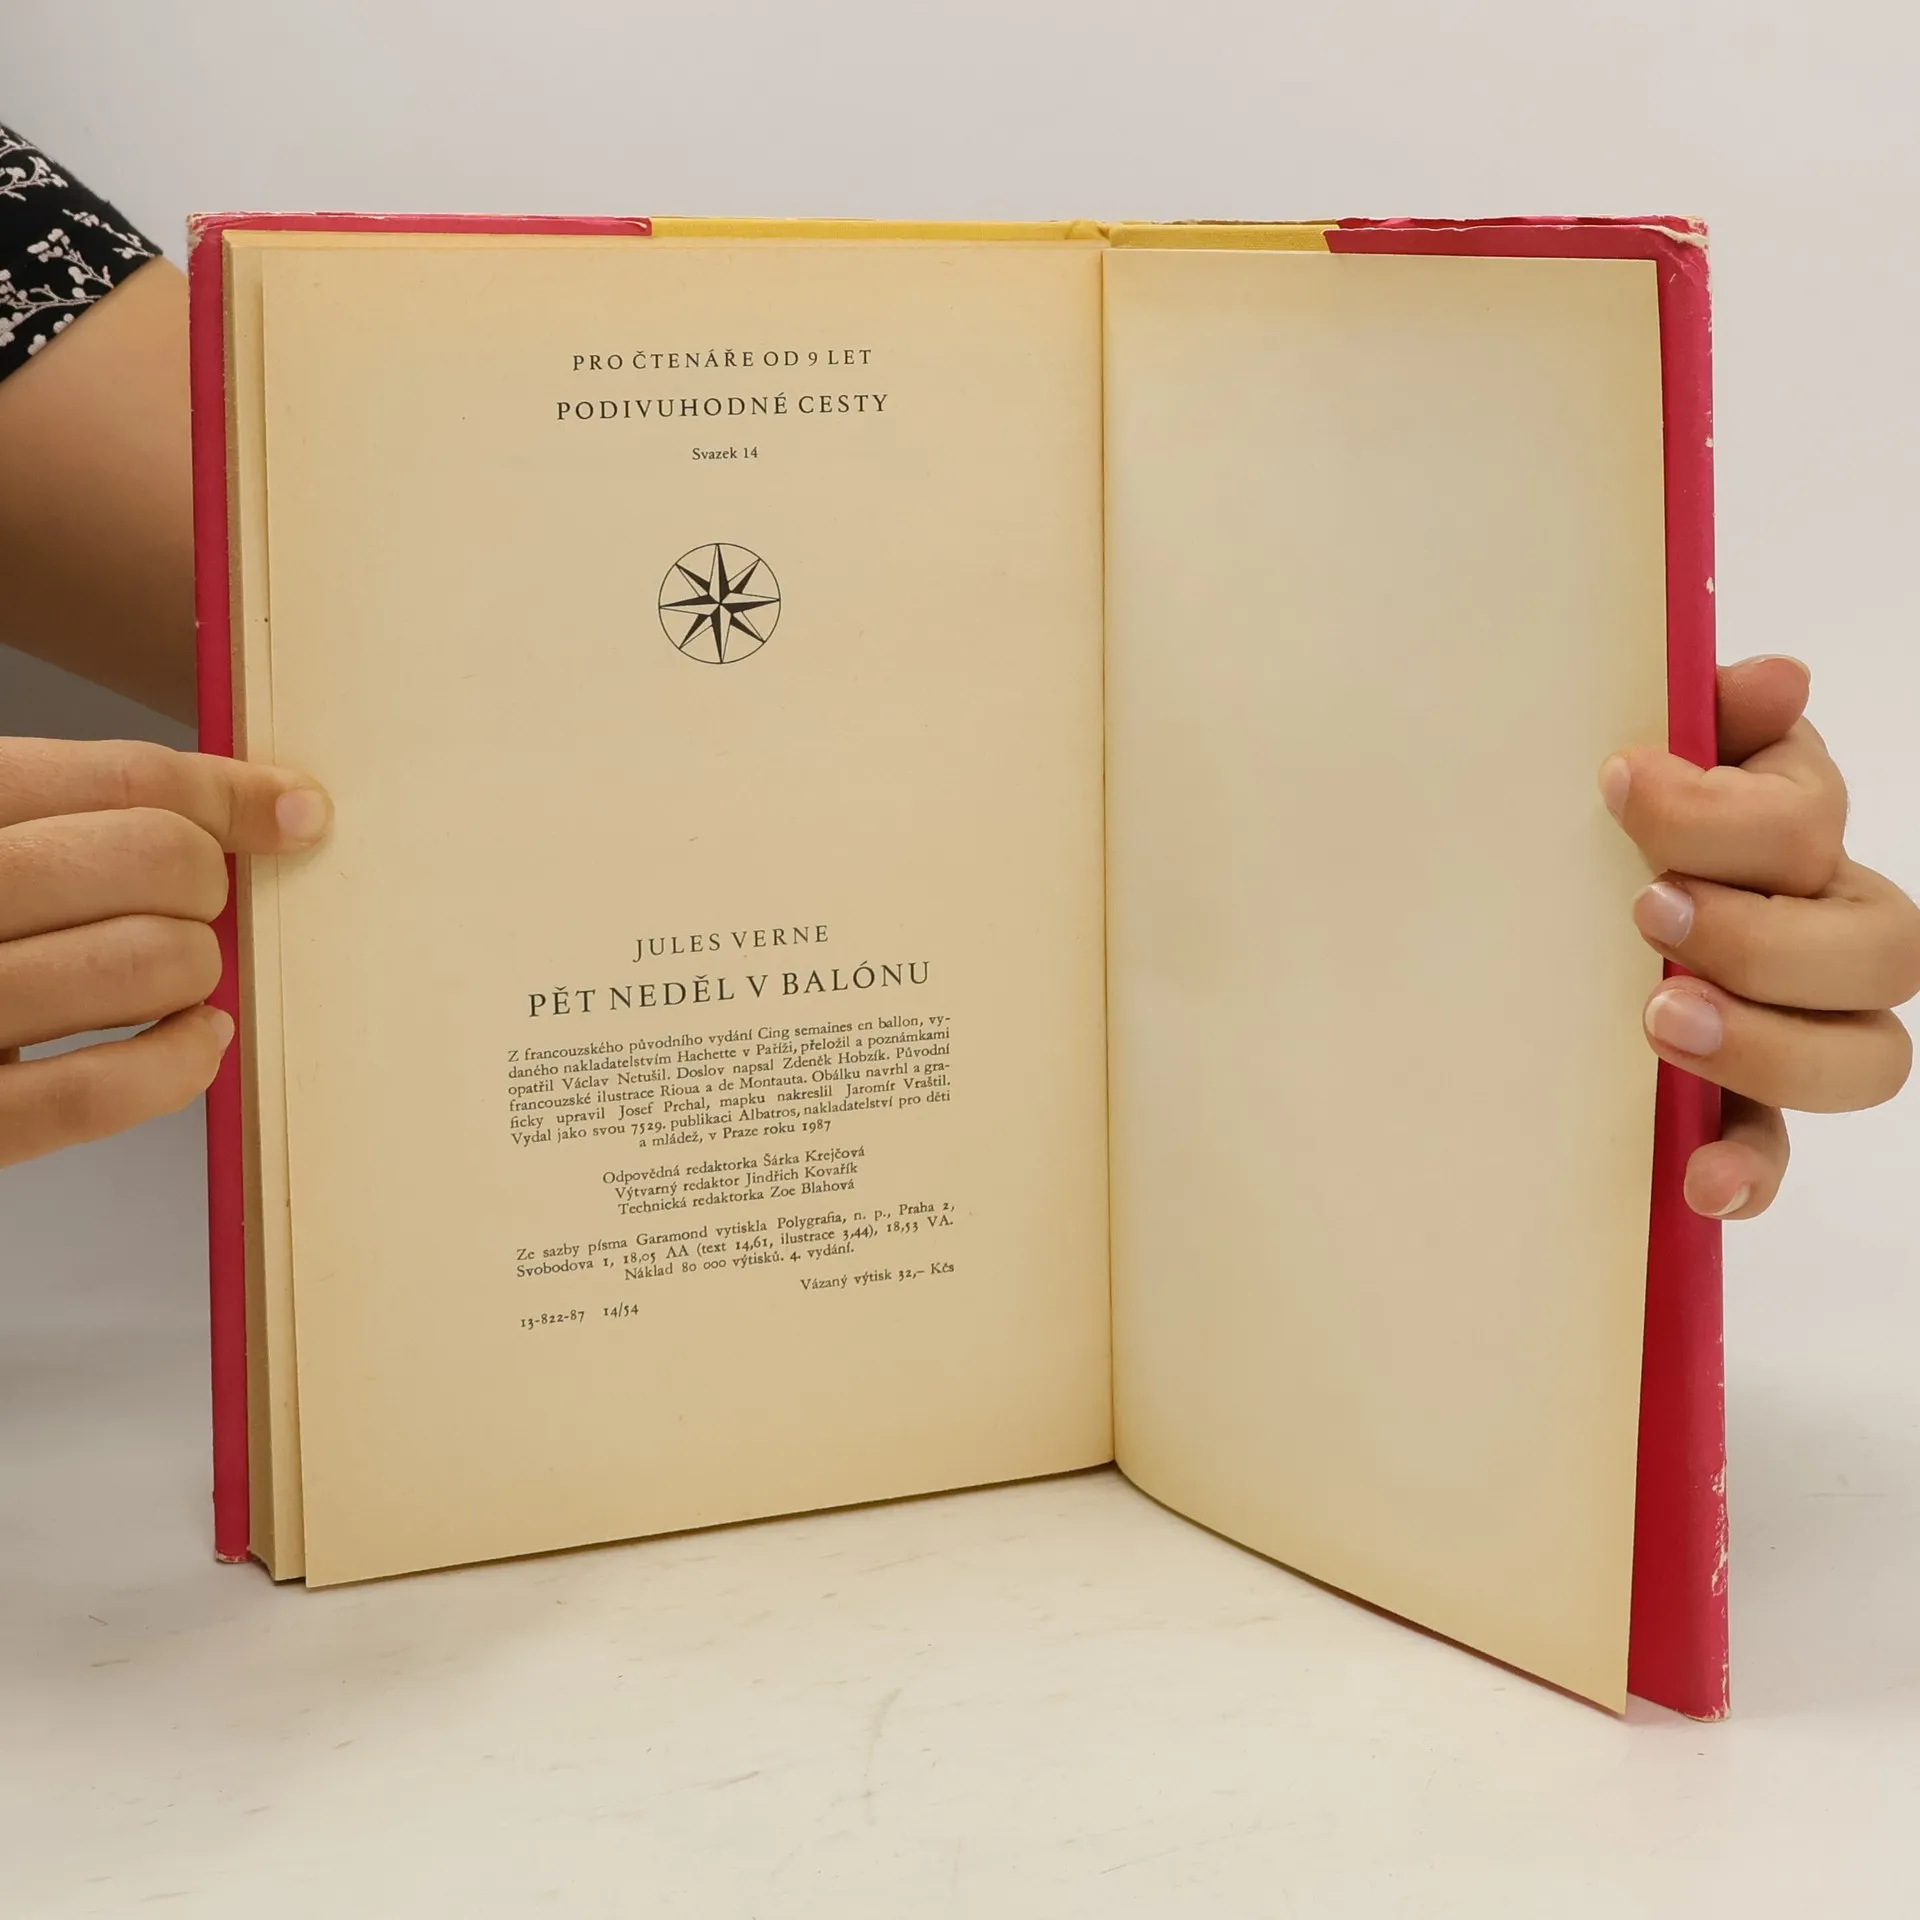 PRO ČTENÁŘE OD 9 LET
PODIVUHODNÉ CESTY
Svazek 14
JULES VERNE
PĚT NEDĚL V BALÓNU
Z francouzského původního vydání Cinq semaines en ballon, vy-
daného nakladatelstvím Hachette v Paříži, přeložil a poznámkami
opatřil Václav Netušil. Doslov napsal Zdeněk Hobzík. Původní
francouzské ilustrace Rioua a de Montauta. Obálku navrhl a gra-
ficky upravil Josef Prchal, mapku nakreslil Jaromír Vraštil.
Vydal jako svou 7529. publikaci Albatros, nakladatelství pro děti
a mládež, v Praze roku 1987
Odpovědná redaktorka Šárka Krejčová
Výtvarný redaktor Jindřich Kovařík
Technická redaktorka Zoe Blahová
Ze sazby písma Garamond vytiskla Polygrafia, n. p., Praha 2,
Svobodova 1, 18,05 AA (text 14,61, ilustrace 3,44), 18,53 VA.
Náklad 80 000 výtisků. 4. vydání.
Vázaný výtisk 32,– Kčs
13-822-87 14/54